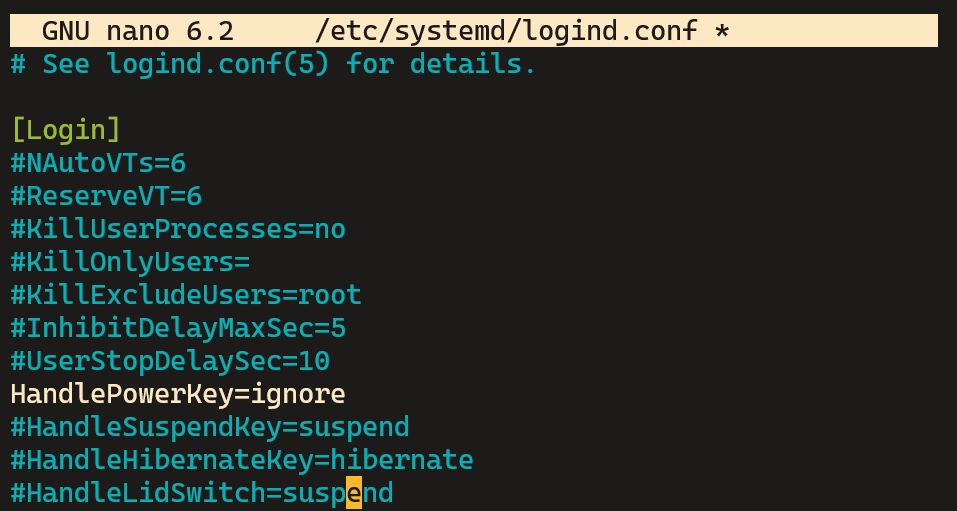 GNU nano 6.2 /etc/systemd/logind.conf *
# See logind.conf(5) for details.
[Login]
#NAutoVTs=6
#ReserveVT=6
#KillUserProcesses=no
#KillOnlyUsers=
#KillExcludeUsers=root
#InhibitDelayMaxSec=5
#UserStopDelaySec=10
HandlePowerKey=ignore
#HandleSuspendKey=suspend
#HandleHibernateKey=hibernate
#HandleLidSwitch=suspend